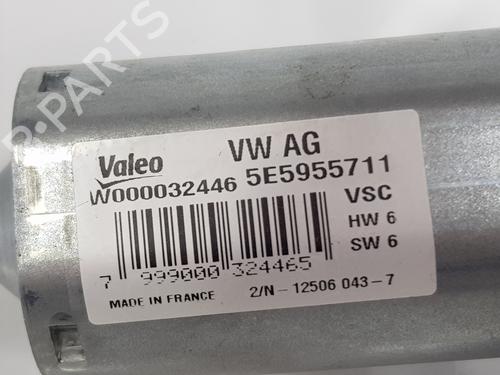 Valeo VW AG
W000032446 5E5955711
VSC
HW 6
SW 6
7 999000 324465
MADE IN FRANCE 2/N - 12506 043 - 7
B-PARTS